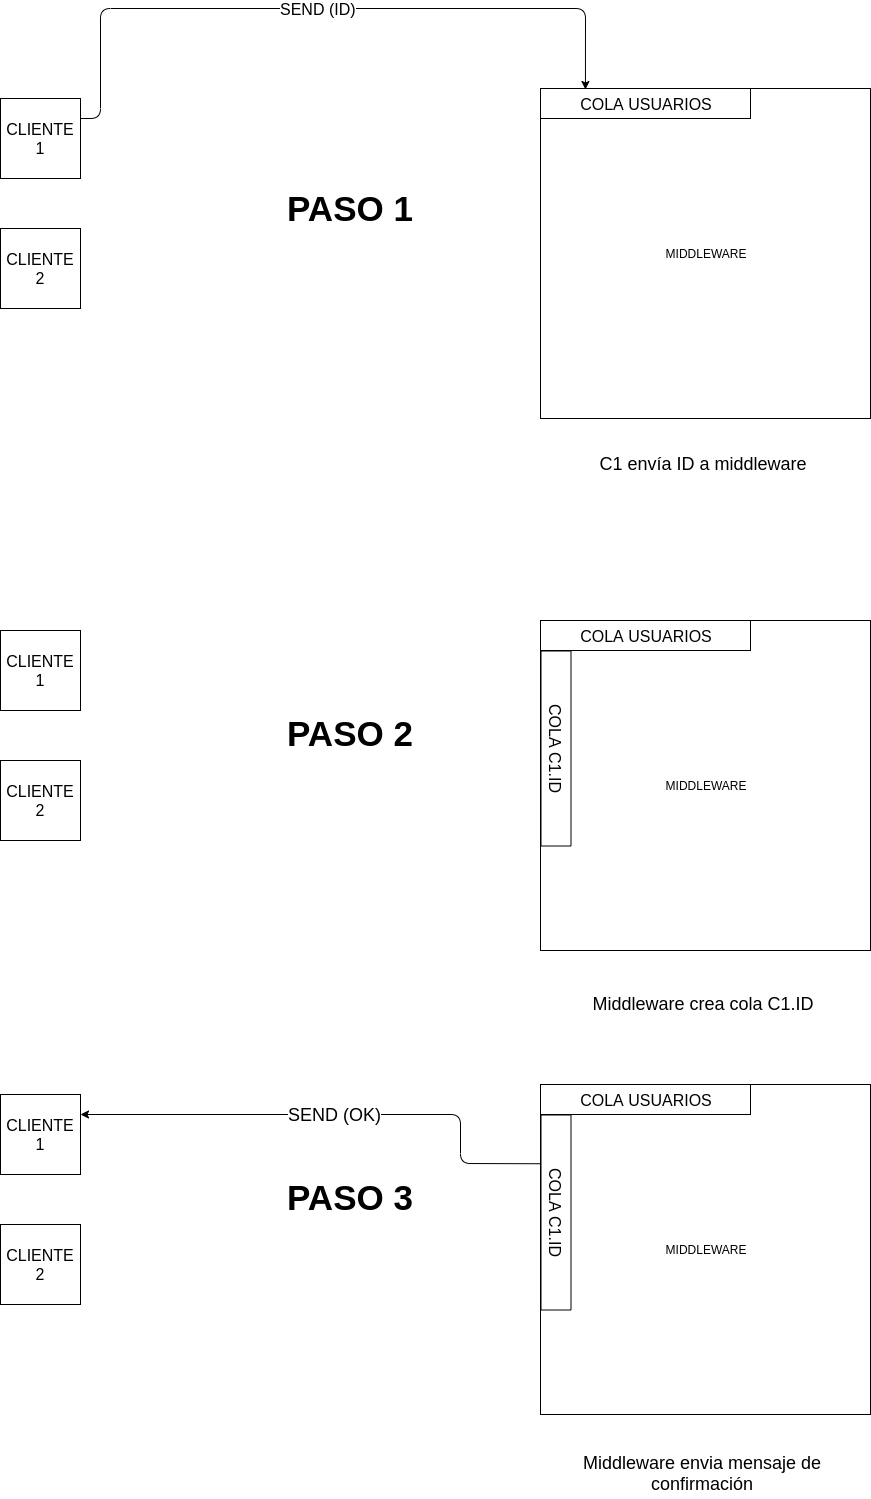 SEND (ID)
COLA USUARIOS
CLIENTE
1
PASO 1
CLIENTE
2
MIDDLEWARE
C1 envía ID a middleware
COLA USUARIOS
CLIENTE
1
COLA C1.ID
PASO 2
CLIENTE
2
MIDDLEWARE
Middleware crea cola C1.ID
COLA USUARIOS
CLIENTE
1
SEND (OK)
COLA C1.ID
PASO 3
CLIENTE
2
MIDDLEWARE
Middleware envia mensaje de
confirmación